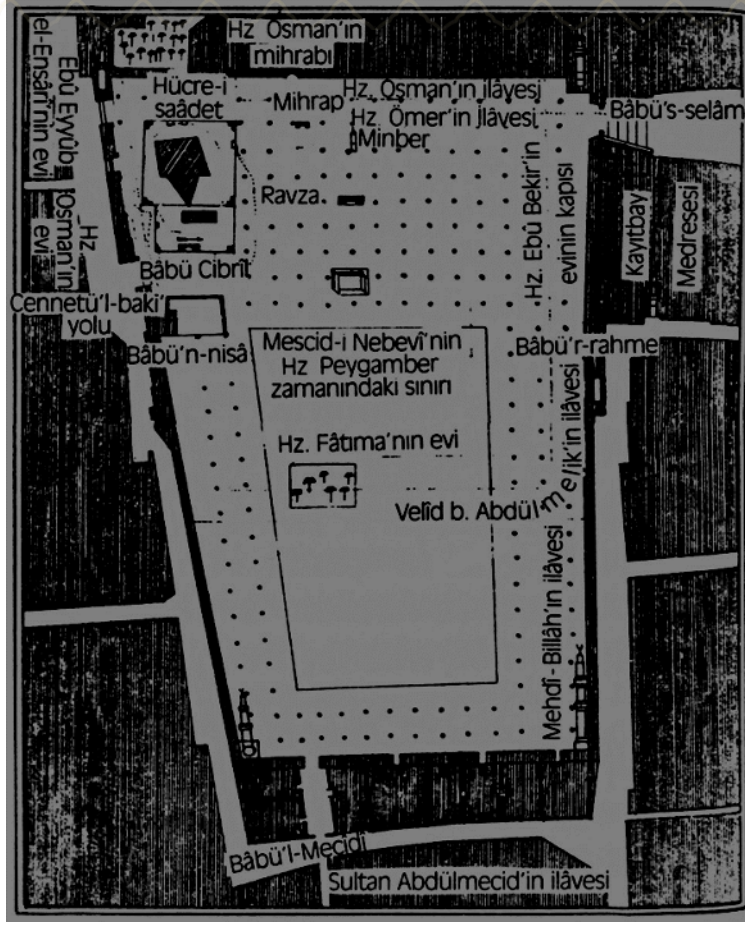 Hz Osman'ın
mihrabı
Ebû Eyyûb
el-Ensârî'nin evi
Hücre-i
saâdet
Mihrap
Hz. Osman'ın ilâvesi
Hz. Ömer'in ilâvesi
Minber
Bâbü's-selâm
Ravza
Hz. Ebû Bekir'in
evinin kapısı
Kayıtbay
Medresesi
Hz
Osman'ın
evi
Bâbü Cibrîl
Cennetü'l-baki'
yolu
Bâbü'n-nisâ
Mescid-i Nebevî'nin
Hz Peygamber
zamanındaki sınırı
Bâbü'r-rahme
Hz. Fâtıma'nın evi
Velîd b. Abdülmelik'in ilâvesi
Mehdî-Billâh'ın ilâvesi
Bâbü'l-Mecidî
Sultan Abdülmecid'in ilâvesi